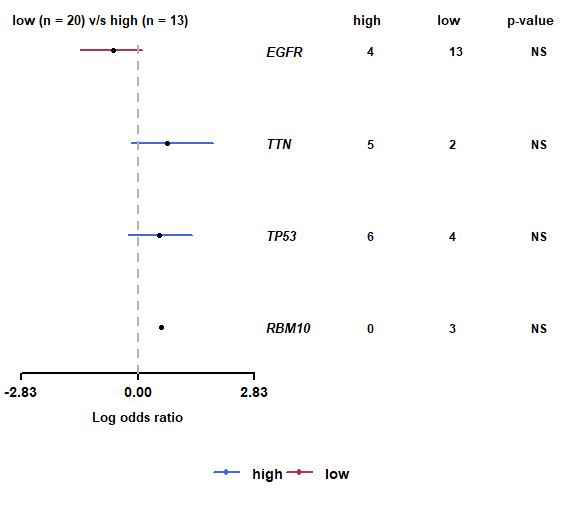 low (n = 20) v/s high (n = 13) high low p-value
EGFR 4 13 NS
TTN 5 2 NS
TP53 6 4 NS
RBM10 0 3 NS
-2.83 0.00 2.83
Log odds ratio
high low